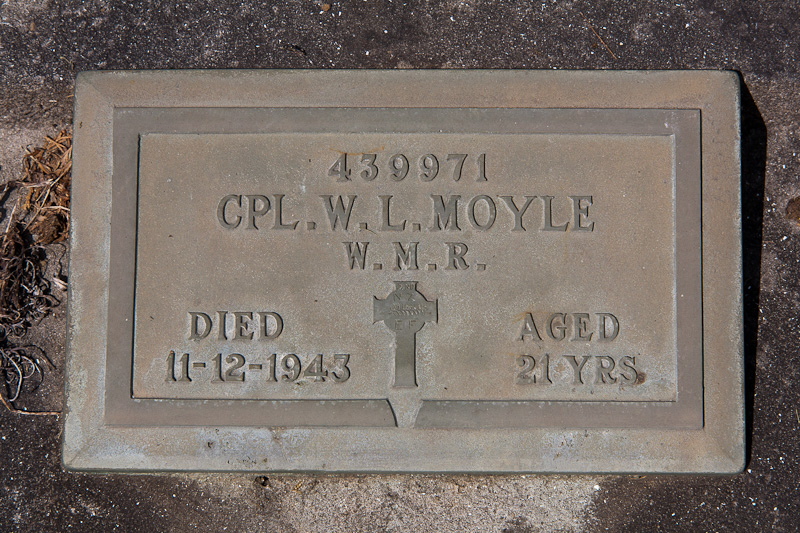 439971
CPL. W. L. MOYLE
W. M. R.
N Z
E F
DIED
11-12-1943
AGED
21 YRS